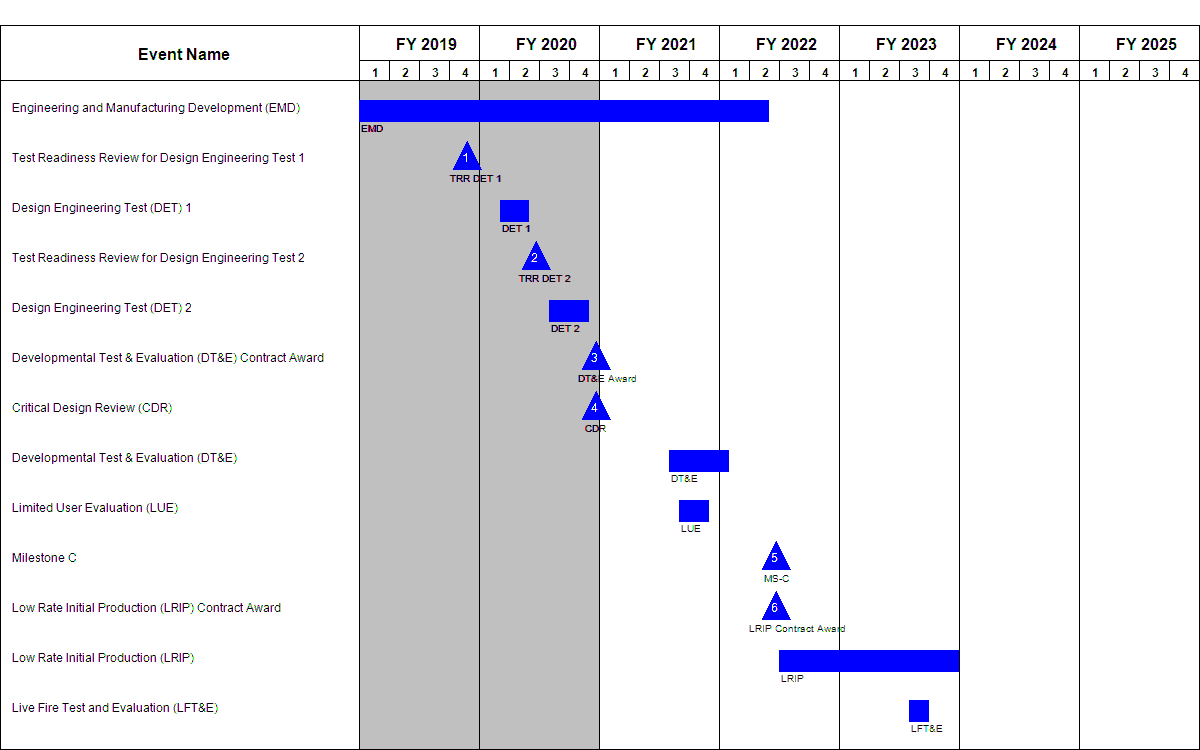 FY 2019 FY 2020 FY 2021 FY 2022 FY 2023 FY 2024 FY 2025
Event Name
1 2 3 4 1 2 3 4 1 2 3 4 1 2 3 4 1 2 3 4 1 2 3 4 1 2 3 4
Engineering and Manufacturing Development (EMD)
EMD
Test Readiness Review for Design Engineering Test 1 1
TRR DET 1
Design Engineering Test (DET) 1
DET 1
Test Readiness Review for Design Engineering Test 2 2
TRR DET 2
Design Engineering Test (DET) 2
DET 2
Developmental Test & Evaluation (DT&E) Contract Award 3
DT&E Award
Critical Design Review (CDR) 4
CDR
Developmental Test & Evaluation (DT&E)
DT&E
Limited User Evaluation (LUE)
LUE
Milestone C 5
MS-C
Low Rate Initial Production (LRIP) Contract Award 6
LRIP Contract Award
Low Rate Initial Production (LRIP)
LRIP
Live Fire Test and Evaluation (LFT&E)
LFT&E